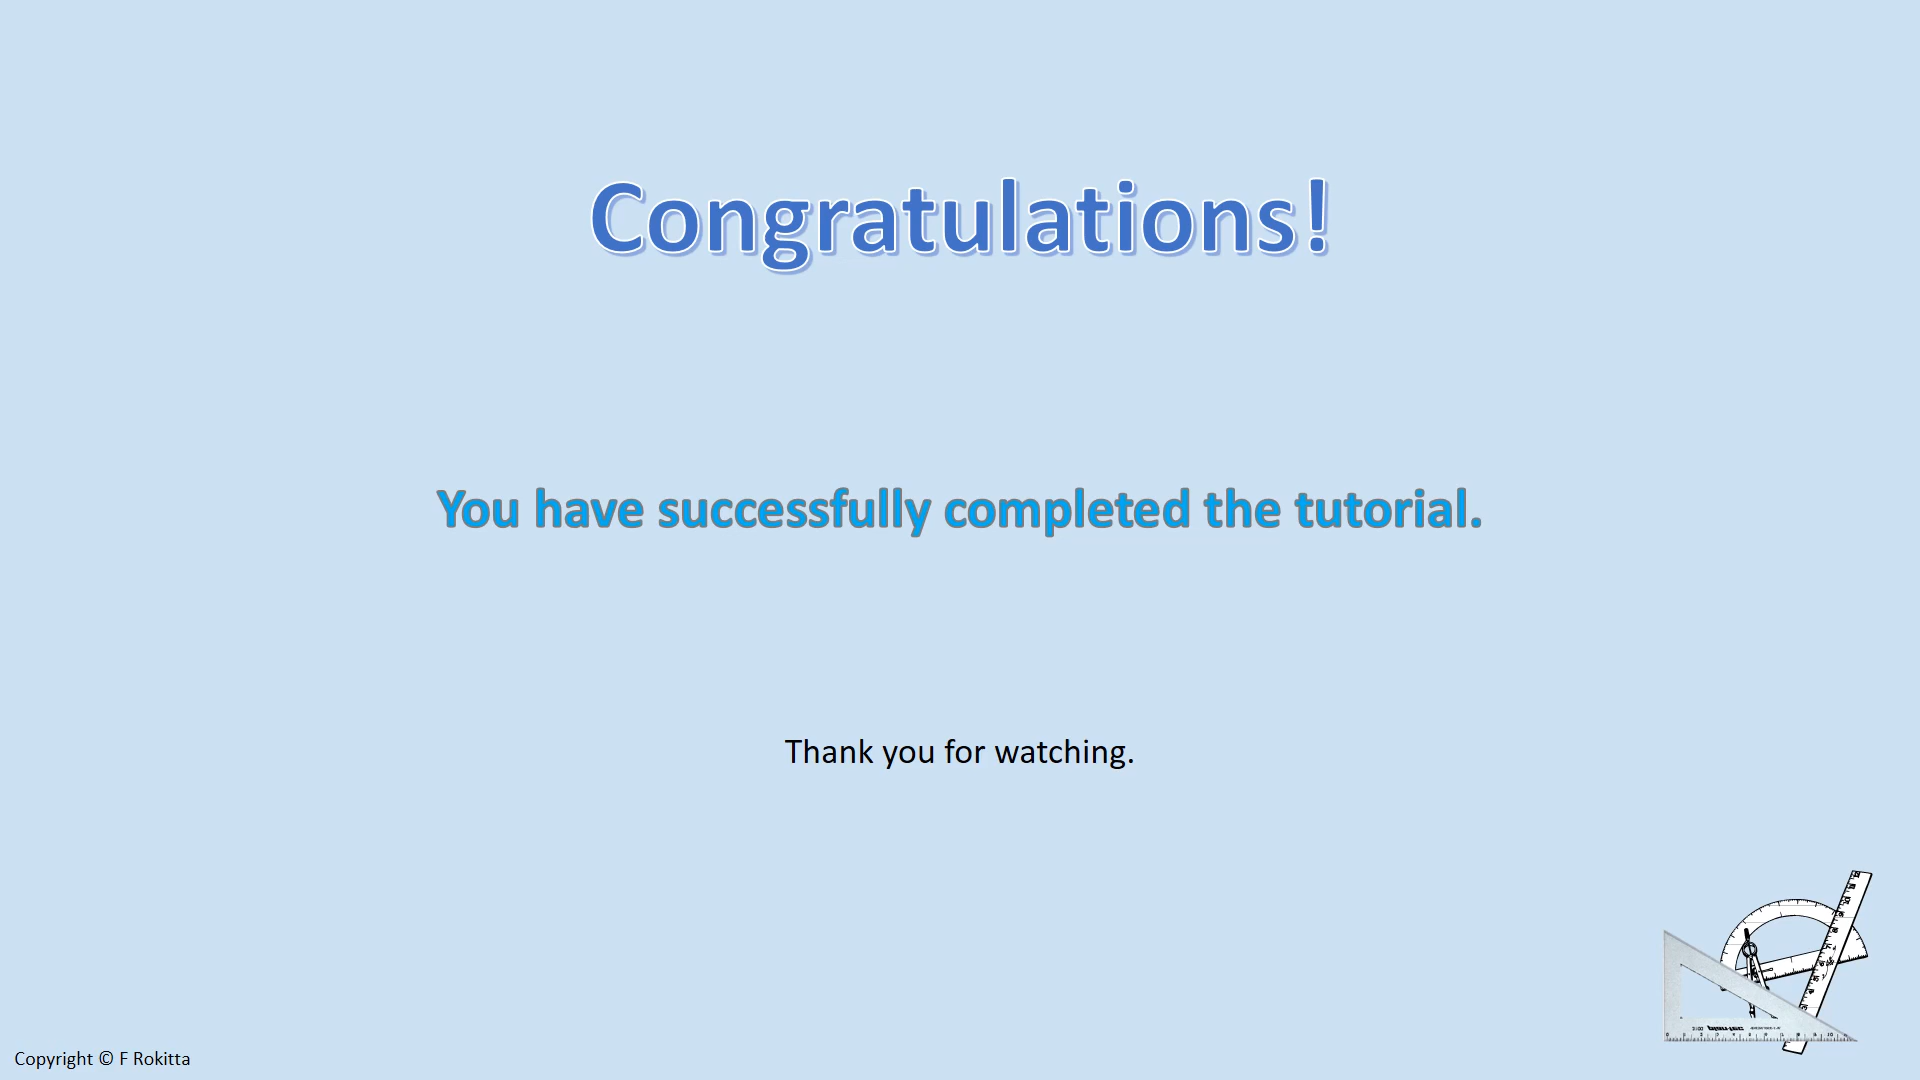 Congratulations!
You have successfully completed the tutorial.
Thank you for watching.
Copyright © F Rokitta